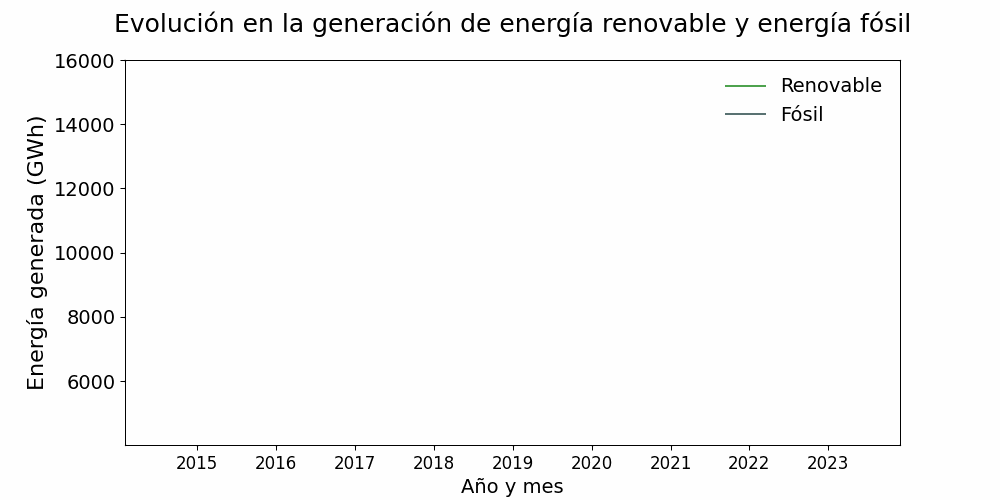 Evolución en la generación de energía renovable y energía fósil
Energía generada (GWh)
16000
14000
12000
10000
8000
6000
Renovable
Fósil
2015 2016 2017 2018 2019 2020 2021 2022 2023
Año y mes